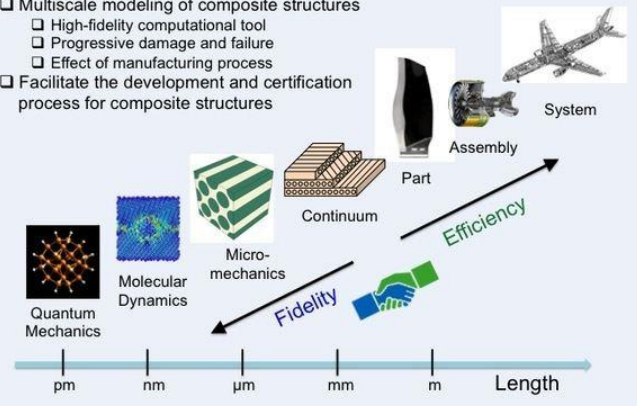 Multiscale modeling of composite structures
High-fidelity computational tool
Progressive damage and failure
Effect of manufacturing process
Facilitate the development and certification
process for composite structures
System
Assembly
Part
Continuum
Efficiency
Micro-
mechanics
Molecular
Dynamics
Fidelity
Quantum
Mechanics
pm
nm
μm
mm
m
Length